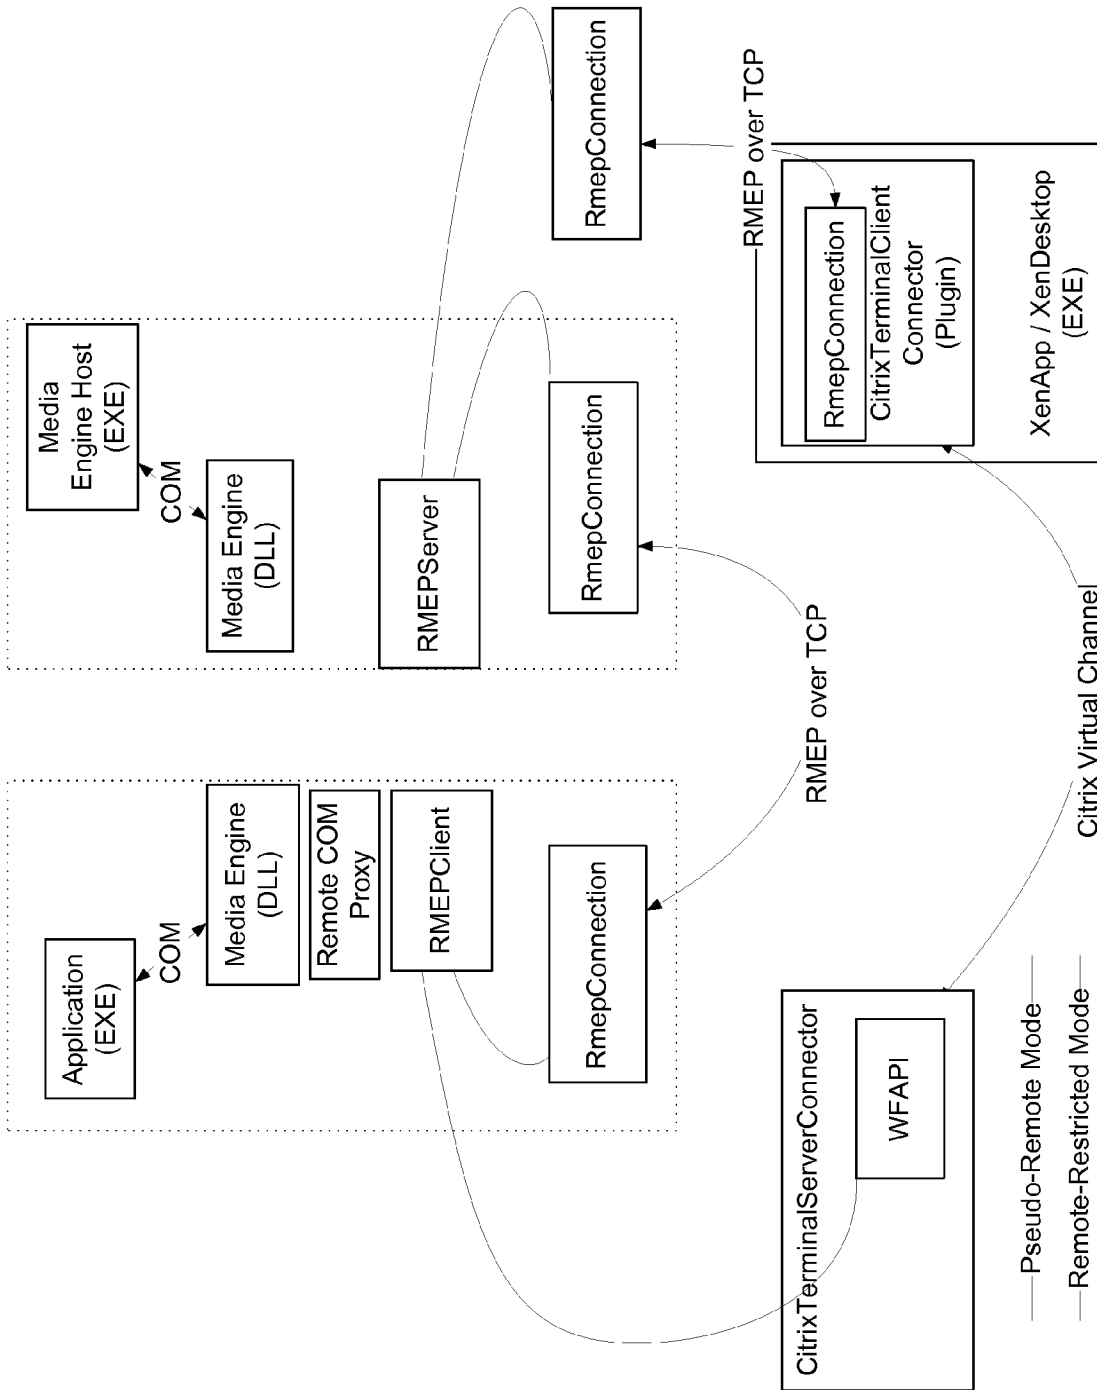 Application
(EXE)
COM
Media Engine
(DLL)
Remote COM
Proxy
RMEPClient
RmepConnection
Media
Engine Host
(EXE)
COM
Media Engine
(DLL)
RMEPServer
RmepConnection
RmepConnection
RMEP over TCP
RMEP over TCP
CitrixTerminalServerConnector
WFAPI
RmepConnection
CitrixTerminalClient
Connector
(Plugin)
XenApp / XenDesktop
(EXE)
Citrix Virtual Channel
Pseudo-Remote Mode
Remote-Restricted Mode